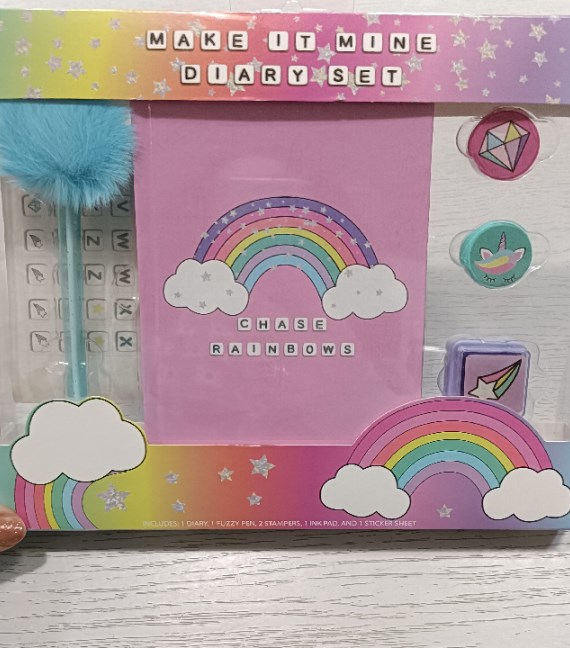 MAKE IT MINE
DIARY SET
V
W
Z W
Z W
X
X
CHASE
RAINBOWS
INCLUDES: 1 DIARY, 1 FUZZY PEN, 2 STAMPERS, 1 INK PAD, AND 1 STICKER SHEET